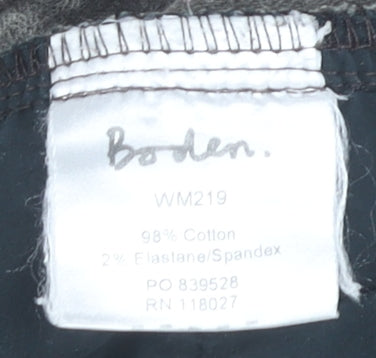 Boden.
WM219
98% Cotton
2% Elastane/Spandex
PO 839528
RN 118027